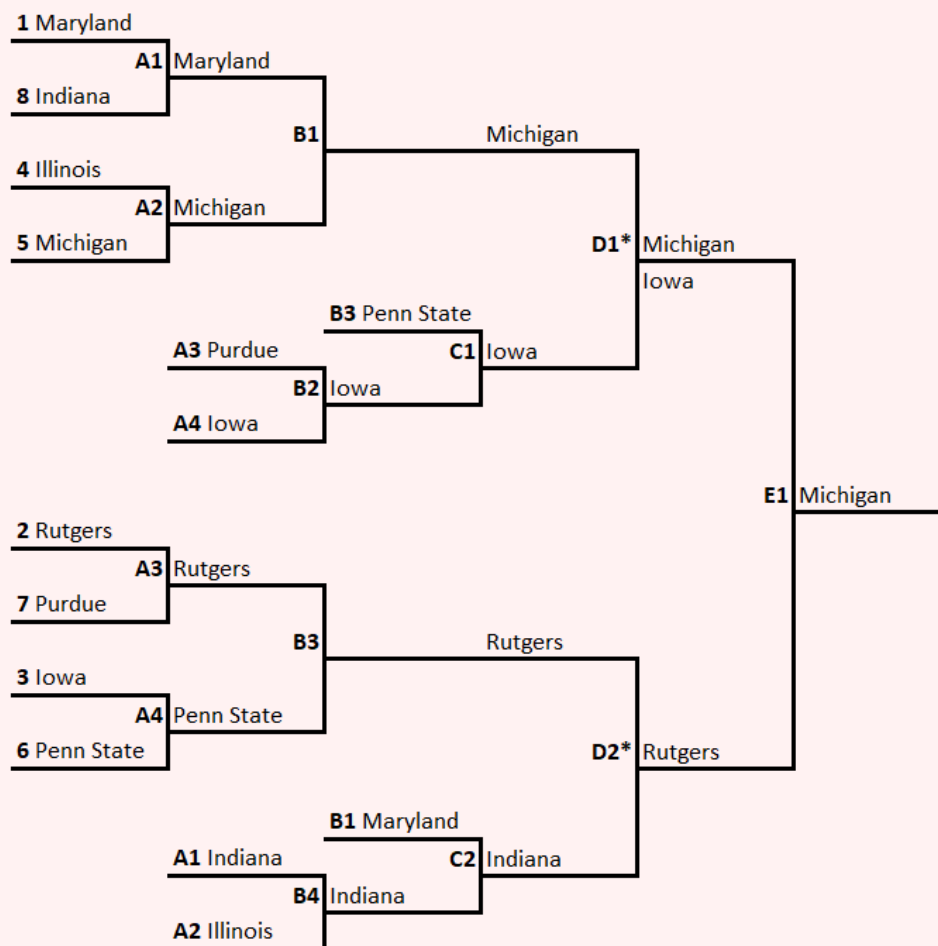 1 Maryland
A1 Maryland
8 Indiana
B1 Michigan
4 Illinois
A2 Michigan
5 Michigan
D1* Michigan
Iowa
B3 Penn State
A3 Purdue
C1 Iowa
B2 Iowa
A4 Iowa
E1 Michigan
2 Rutgers
A3 Rutgers
7 Purdue
B3 Rutgers
3 Iowa
A4 Penn State
6 Penn State
D2* Rutgers
B1 Maryland
A1 Indiana
C2 Indiana
B4 Indiana
A2 Illinois